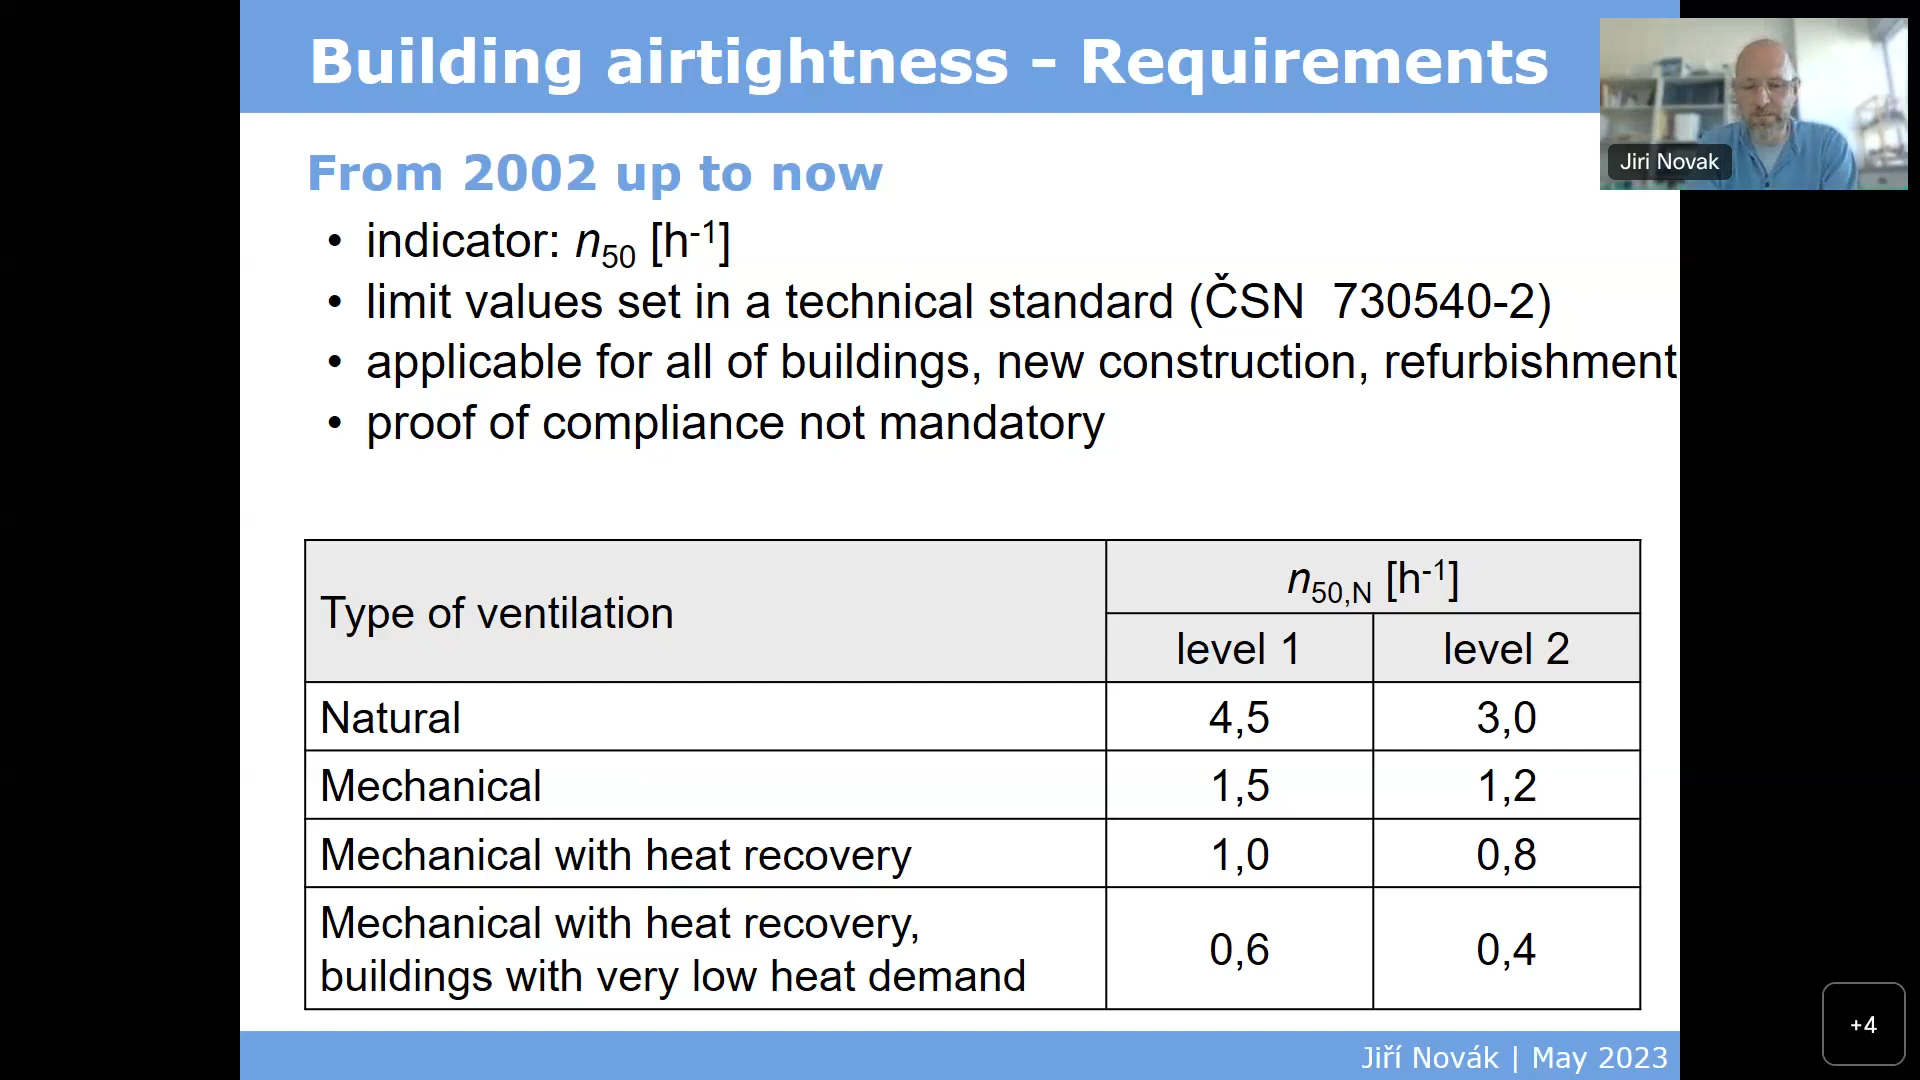 Building airtightness - Requirements
Jiri Novak
From 2002 up to now
• indicator: n50 [h-1]
• limit values set in a technical standard (ČSN 730540-2)
• applicable for all of buildings, new construction, refurbishment
• proof of compliance not mandatory
Type of ventilation
n50,N [h-1]
level 1 level 2
Natural 4,5 3,0
Mechanical 1,5 1,2
Mechanical with heat recovery 1,0 0,8
Mechanical with heat recovery,
buildings with very low heat demand 0,6 0,4
+4
Jiří Novák | May 2023